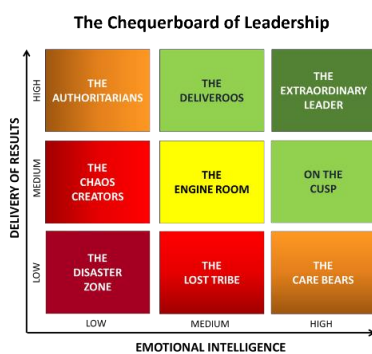 The Chequerboard of Leadership
DELIVERY OF RESULTS
HIGH
THE
AUTHORITARIANS
THE
DELIVEROOS
THE
EXTRAORDINARY
LEADER
MEDIUM
THE
CHAOS
CREATORS
THE
ENGINE ROOM
ON THE
CUSP
LOW
THE
DISASTER
ZONE
THE
LOST TRIBE
THE
CARE BEARS
LOW
MEDIUM
HIGH
EMOTIONAL INTELLIGENCE